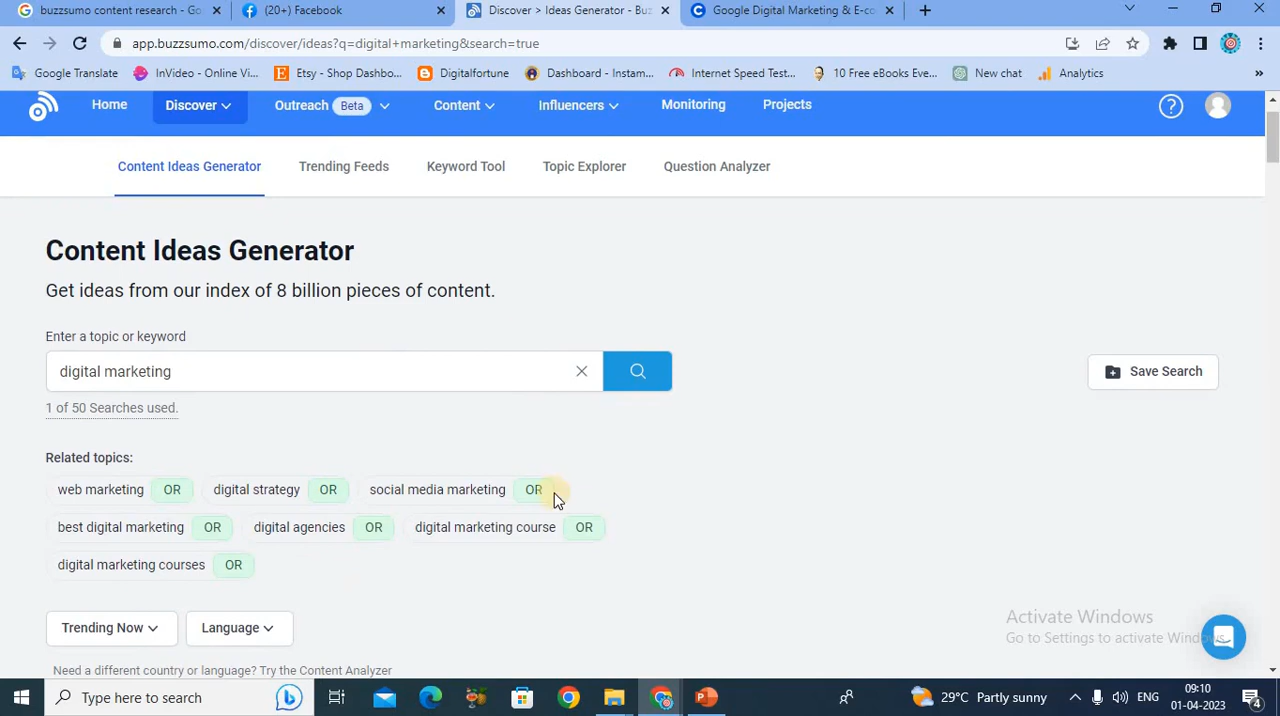 buzzsumo content research - Go
(20+) Facebook
Discover > Ideas Generator - Buz
Google Digital Marketing & E-co
app.buzzsumo.com/discover/ideas?q=digital+marketing&search=true
Google Translate
InVideo - Online Vi...
Etsy - Shop Dashbo...
Digitalfortune
Dashboard - Instam...
Internet Speed Test...
10 Free eBooks Eve...
New chat
Analytics
»
Home
Discover
Outreach Beta
Content
Influencers
Monitoring
Projects
Content Ideas Generator
Trending Feeds
Keyword Tool
Topic Explorer
Question Analyzer
Content Ideas Generator
Get ideas from our index of 8 billion pieces of content.
Enter a topic or keyword
digital marketing
Save Search
1 of 50 Searches used.
Related topics:
web marketing OR digital strategy OR social media marketing OR
best digital marketing OR digital agencies OR digital marketing course OR
digital marketing courses OR
Trending Now
Language
Activate Windows
Go to Settings to activate Windows.
Need a different country or language? Try the Content Analyzer
Type here to search
29°C Partly sunny
ENG
09:10
01-04-2023
4